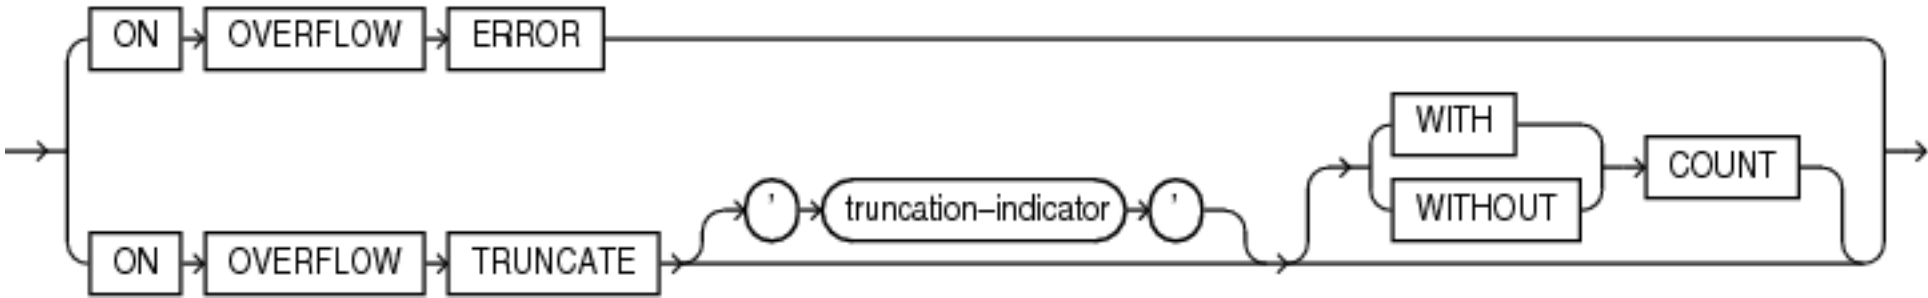 ON OVERFLOW ERROR
WITH
COUNT
' truncation–indicator ' WITHOUT
ON OVERFLOW TRUNCATE